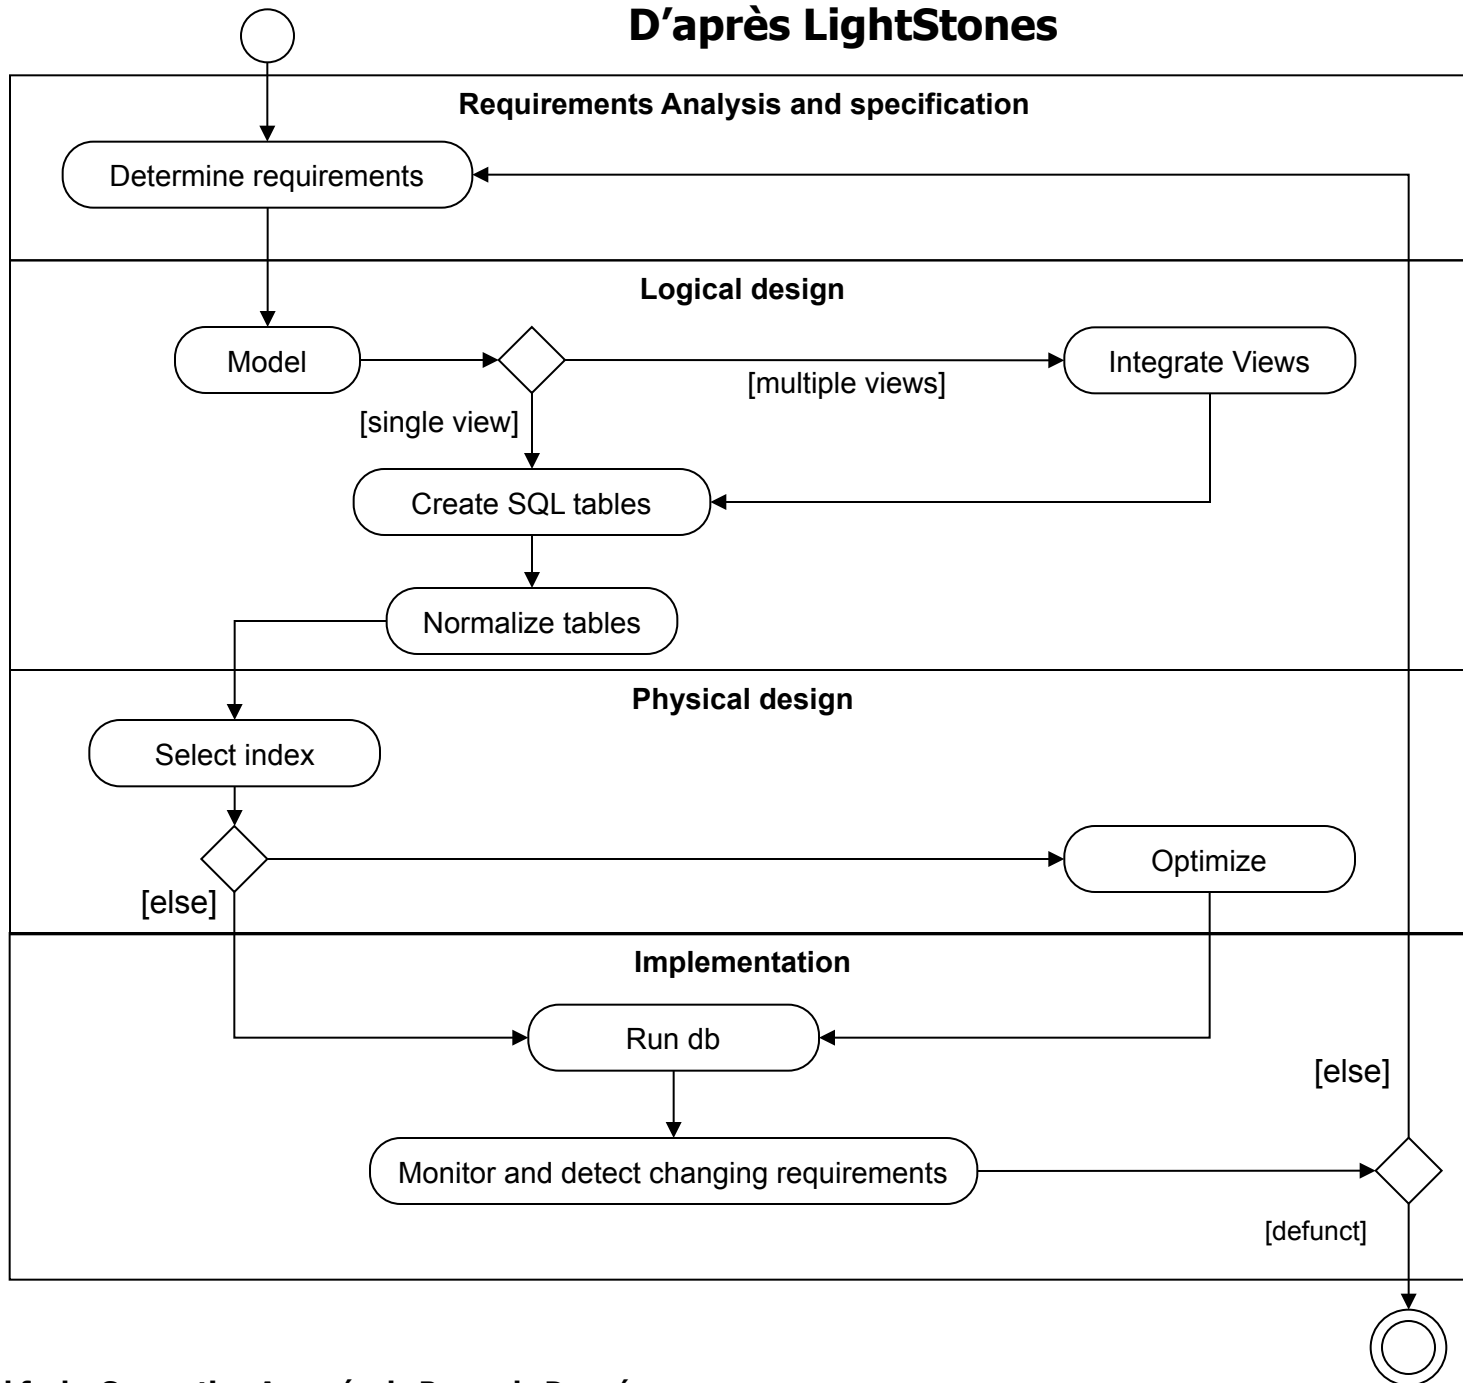 D'après LightStones
Requirements Analysis and specification
Determine requirements
Logical design
Model
Integrate Views
[multiple views]
[single view]
Create SQL tables
Normalize tables
Physical design
Select index
Optimize
[else]
Implementation
Run db
[else]
Monitor and detect changing requirements
[defunct]